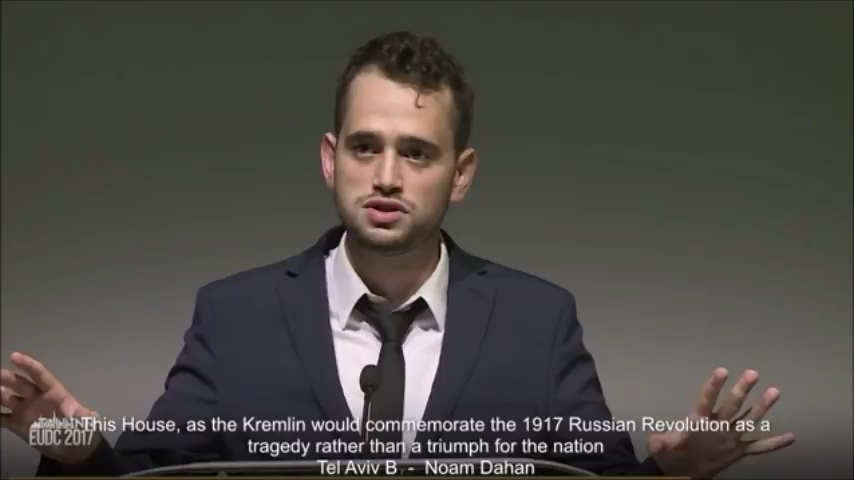 TALLINN
EUDC 2017
This House, as the Kremlin would commemorate the 1917 Russian Revolution as a
tragedy rather than a triumph for the nation
Tel Aviv B - Noam Dahan